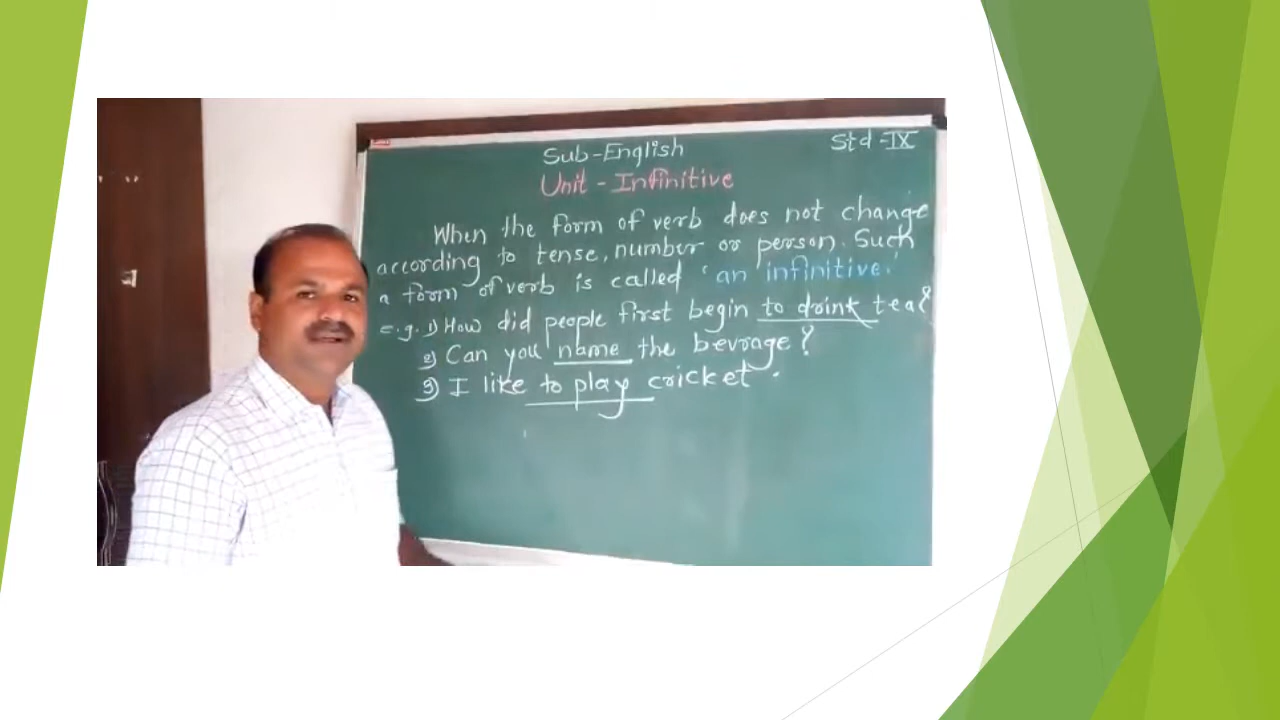 Sub-English
Std-IX
Unit - Infinitive
When the form of verb does not change
according to tense, number or person. Such
a form of verb is called 'an infinitive.'
e.g. 1) How did people first begin to drink tea?
2) Can you name the bevrage?
3) I like to play cricket.